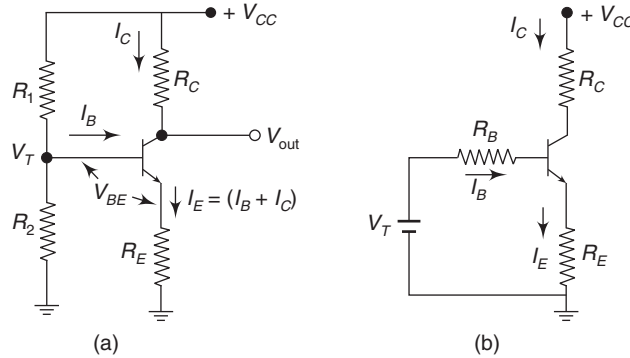 + V_CC
I_C
R_C
R_1
I_B
V_T
V_out
V_BE
I_E = (I_B + I_C)
R_2
R_E
(a)
+ V_CC
I_C
R_C
R_B
I_B
V_T
I_E
R_E
(b)